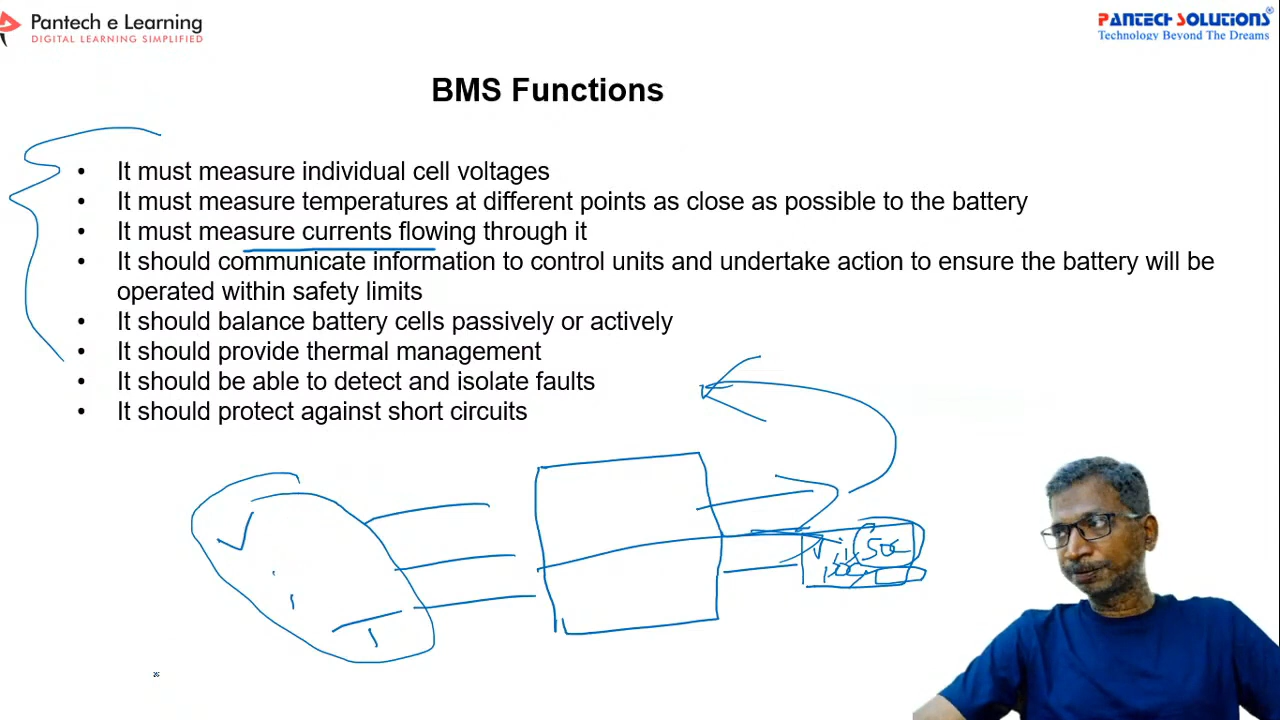 Pantech e Learning
DIGITAL LEARNING SIMPLIFIED
PANTECH SOLUTIONS®
Technology Beyond The Dreams
BMS Functions
• It must measure individual cell voltages
• It must measure temperatures at different points as close as possible to the battery
• It must measure currents flowing through it
• It should communicate information to control units and undertake action to ensure the battery will be
operated within safety limits
• It should balance battery cells passively or actively
• It should provide thermal management
• It should be able to detect and isolate faults
• It should protect against short circuits